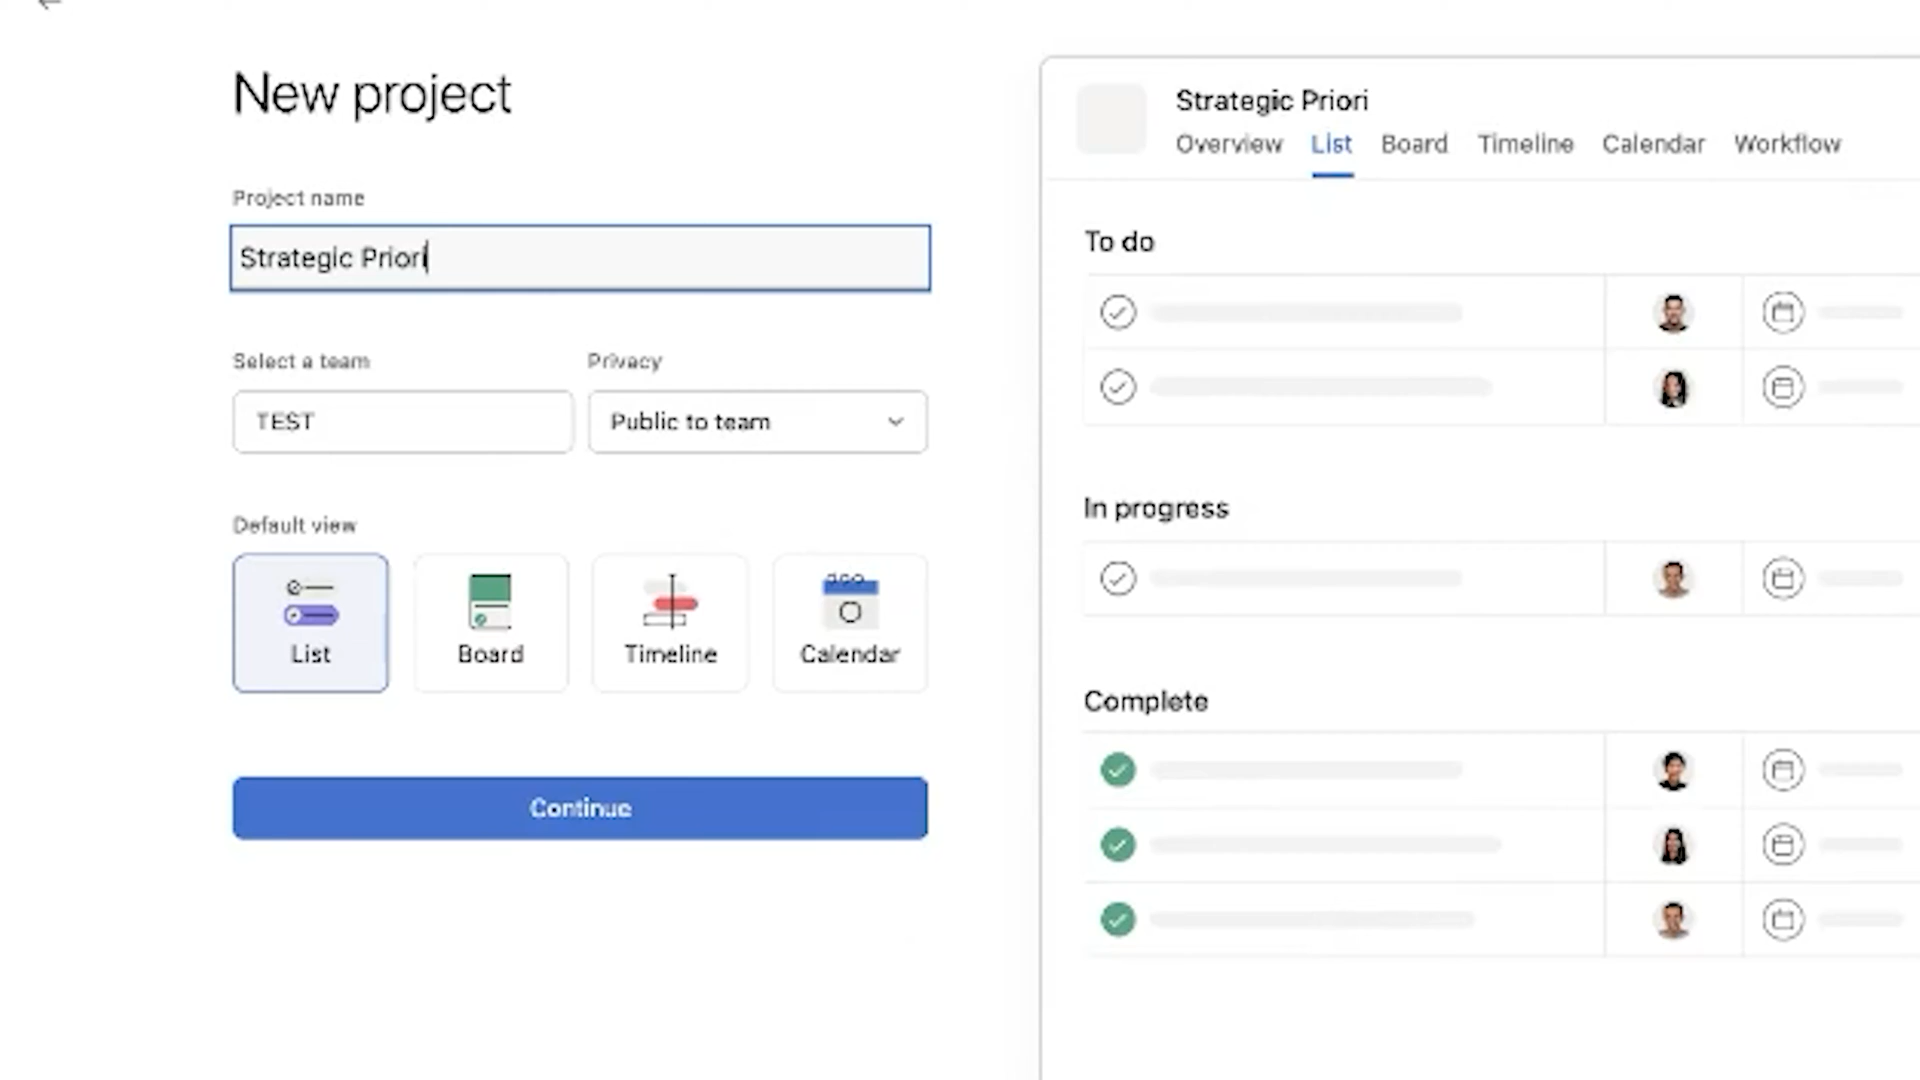 New project
Project name
Strategic Priori
Select a team
Privacy
TEST
Public to team
Default view
List
Board
Timeline
Calendar
Continue
Strategic Priori
Overview List Board Timeline Calendar Workflow
To do
In progress
Complete